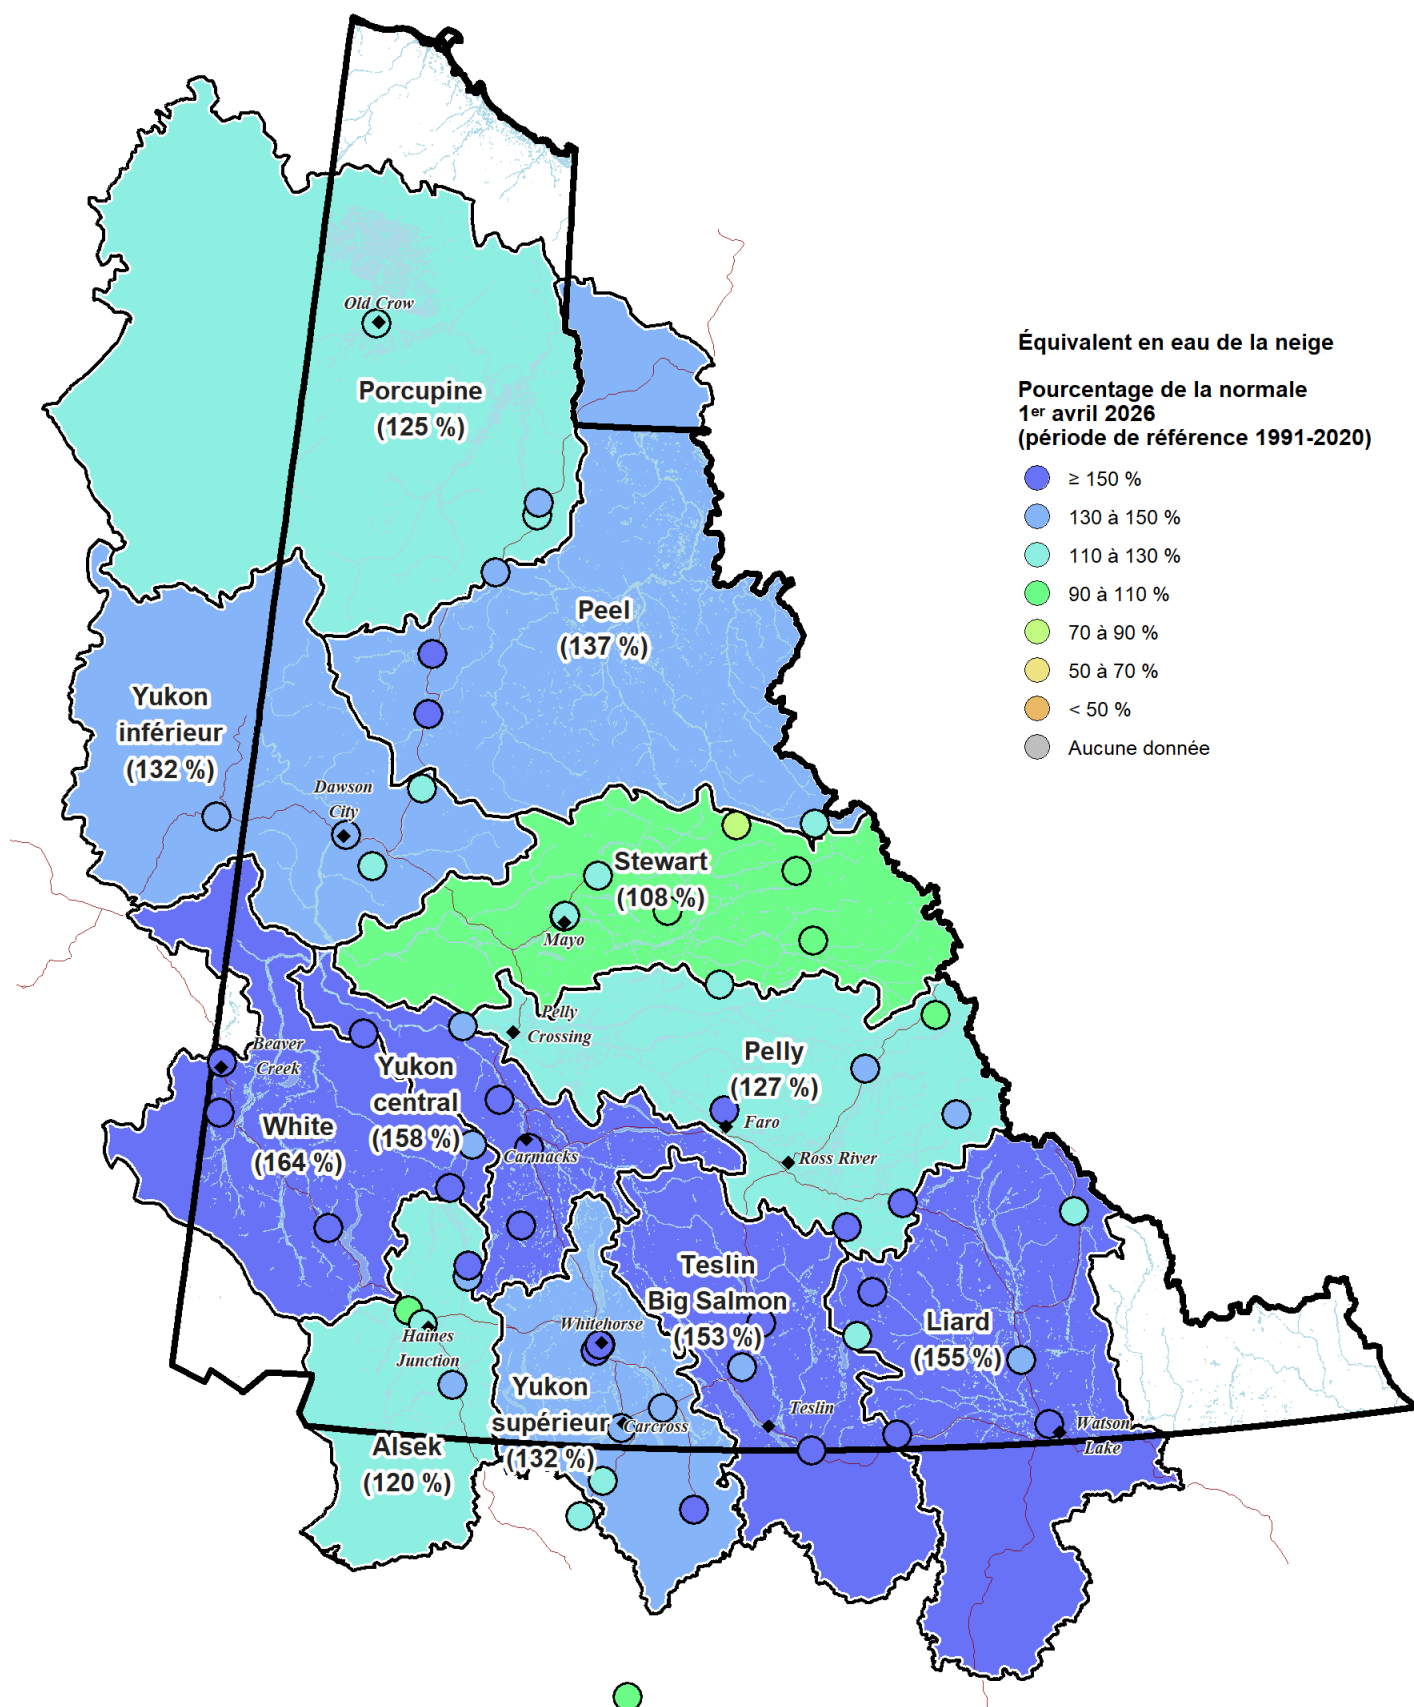 Old Crow
Porcupine
(125 %)
Équivalent en eau de la neige
Pourcentage de la normale
1er avril 2026
(période de référence 1991-2020)
≥ 150 %
130 à 150 %
110 à 130 %
90 à 110 %
70 à 90 %
50 à 70 %
< 50 %
Aucune donnée
Peel
(137 %)
Yukon
inférieur
(132 %)
Dawson
City
Stewart
(108 %)
Mayo
Pelly
Crossing
Beaver
Creek
Yukon
central
(158 %)
Pelly
(127 %)
Faro
White
(164 %)
Carmacks
Ross River
Teslin
Big Salmon
(153 %)
Liard
(155 %)
Whitehorse
Haines
Junction
Yukon
supérieur
(132 %)
Carcross
Teslin
Watson
Lake
Alsek
(120 %)